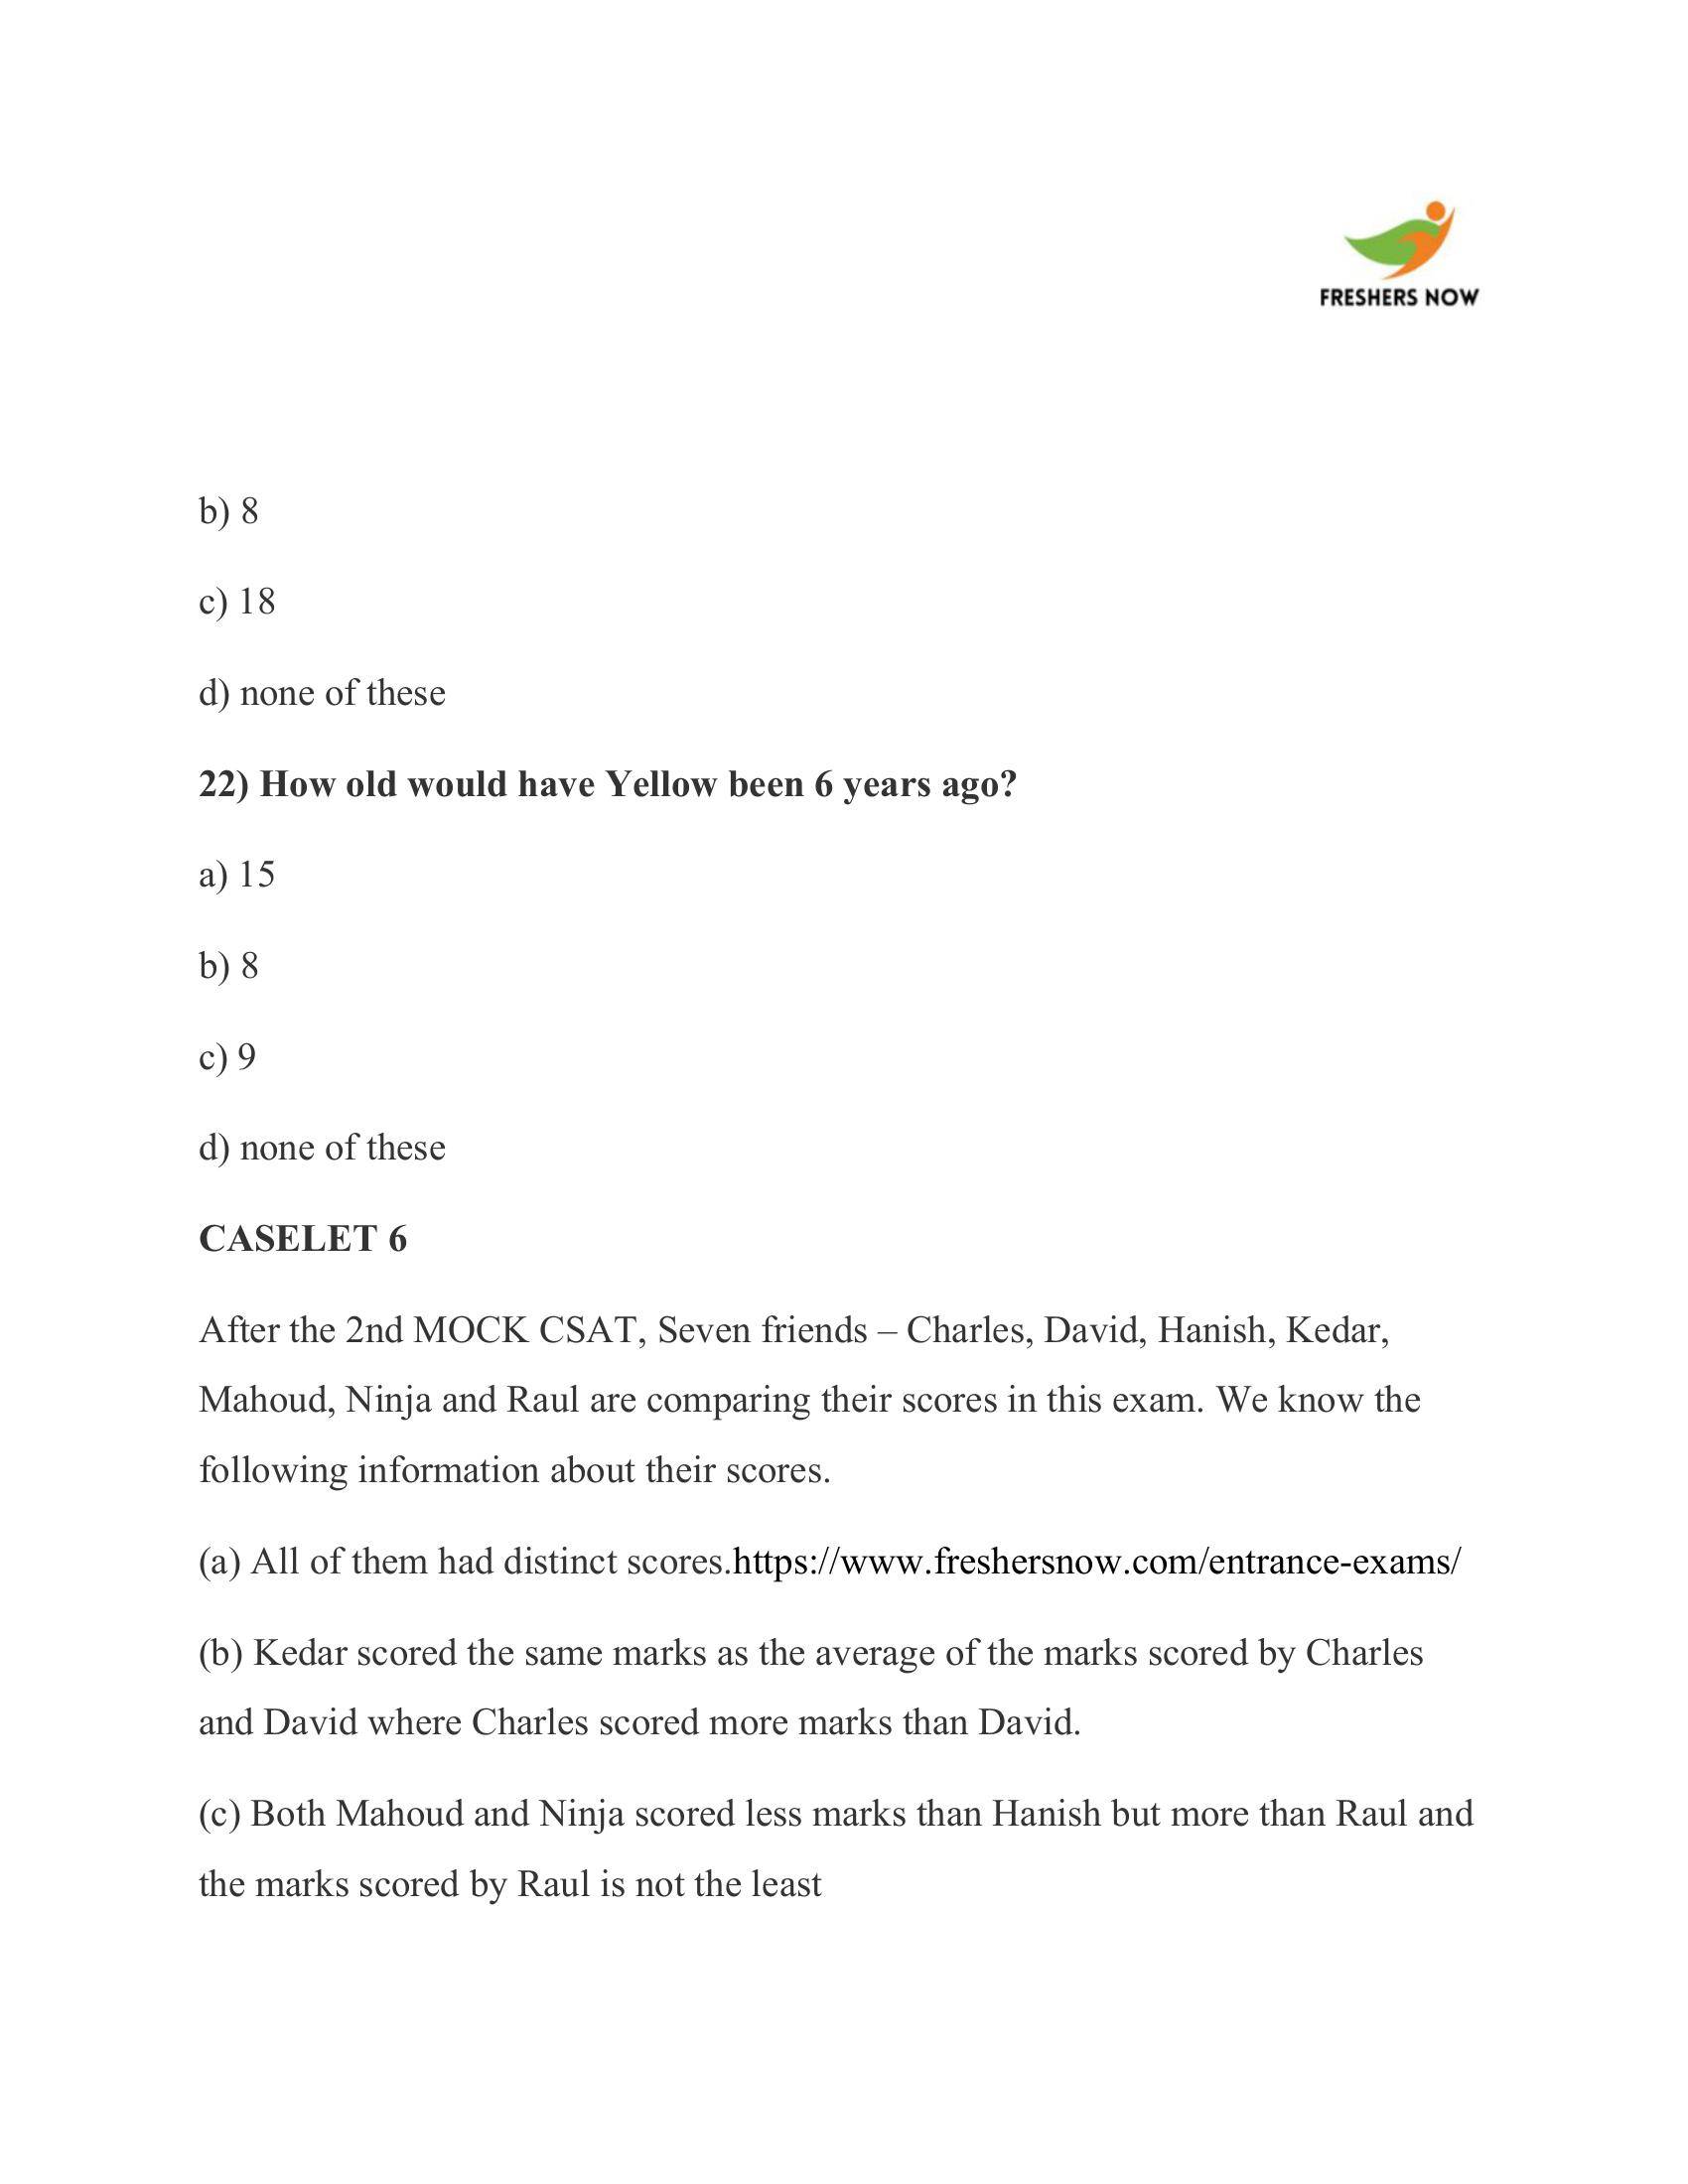 FRESHERS NOW
b) 8
c) 18
d) none of these
22) How old would have Yellow been 6 years ago?
a) 15
b) 8
c) 9
d) none of these
CASELET 6
After the 2nd MOCK CSAT, Seven friends – Charles, David, Hanish, Kedar,
Mahoud, Ninja and Raul are comparing their scores in this exam. We know the
following information about their scores.
(a) All of them had distinct scores.https://www.freshersnow.com/entrance-exams/
(b) Kedar scored the same marks as the average of the marks scored by Charles
and David where Charles scored more marks than David.
(c) Both Mahoud and Ninja scored less marks than Hanish but more than Raul and
the marks scored by Raul is not the least